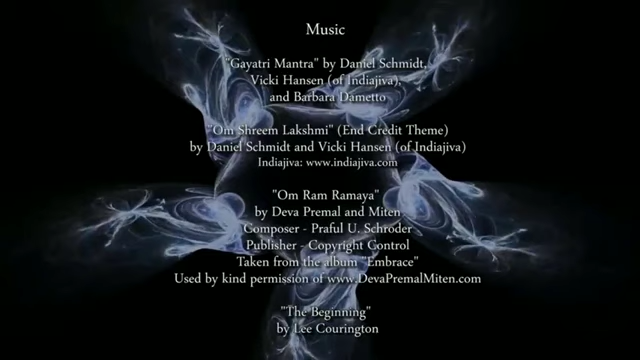 Music
"Gayatri Mantra" by Daniel Schmidt,
Vicki Hansen (of Indiajiva),
and Barbara Dametto
"Om Shreem Lakshmi" (End Credit Theme)
by Daniel Schmidt and Vicki Hansen (of Indiajiva)
Indiajiva: www.indiajiva.com
"Om Ram Ramaya"
by Deva Premal and Miten
Composer - Praful U. Schroder
Publisher - Copyright Control
Taken from the album "Embrace"
Used by kind permission of www.DevaPremalMiten.com
"The Beginning"
by Lee Courington